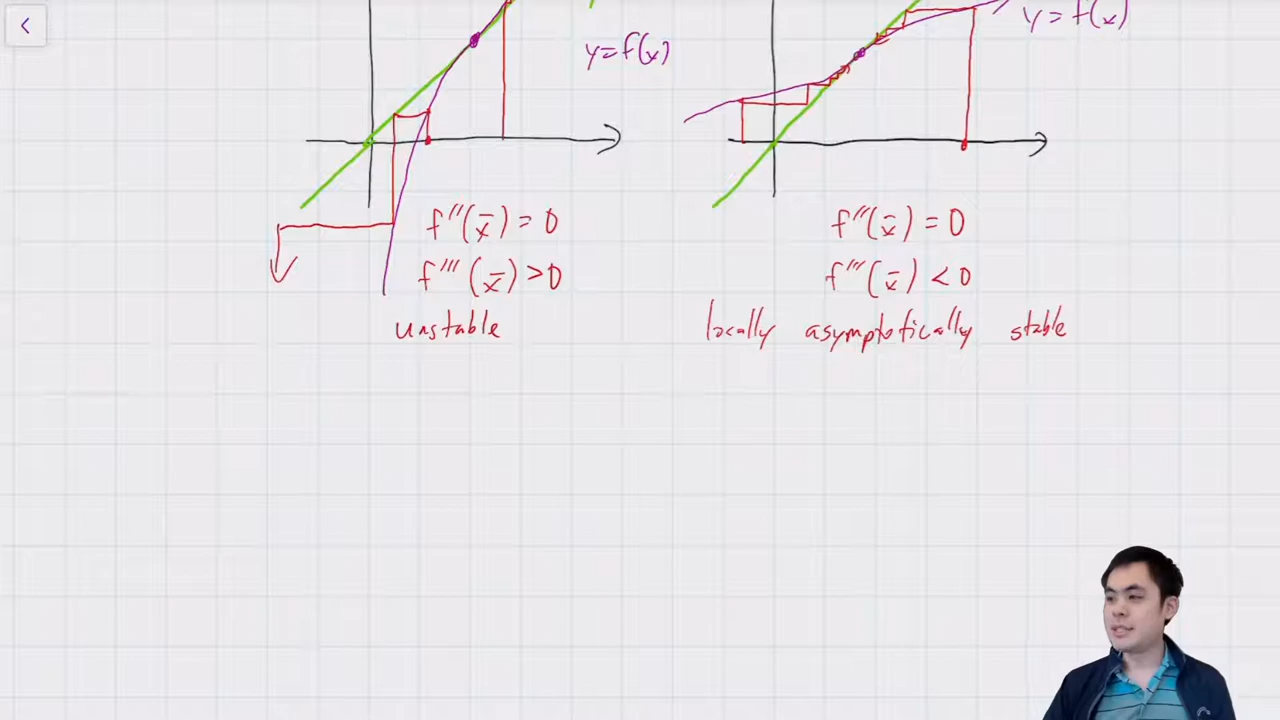 y=f(x)
y=f(x)
f''(x̄)=0
f'''(x̄)>0
unstable
f''(x̄)=0
f'''(x̄)<0
locally asymptotically stable